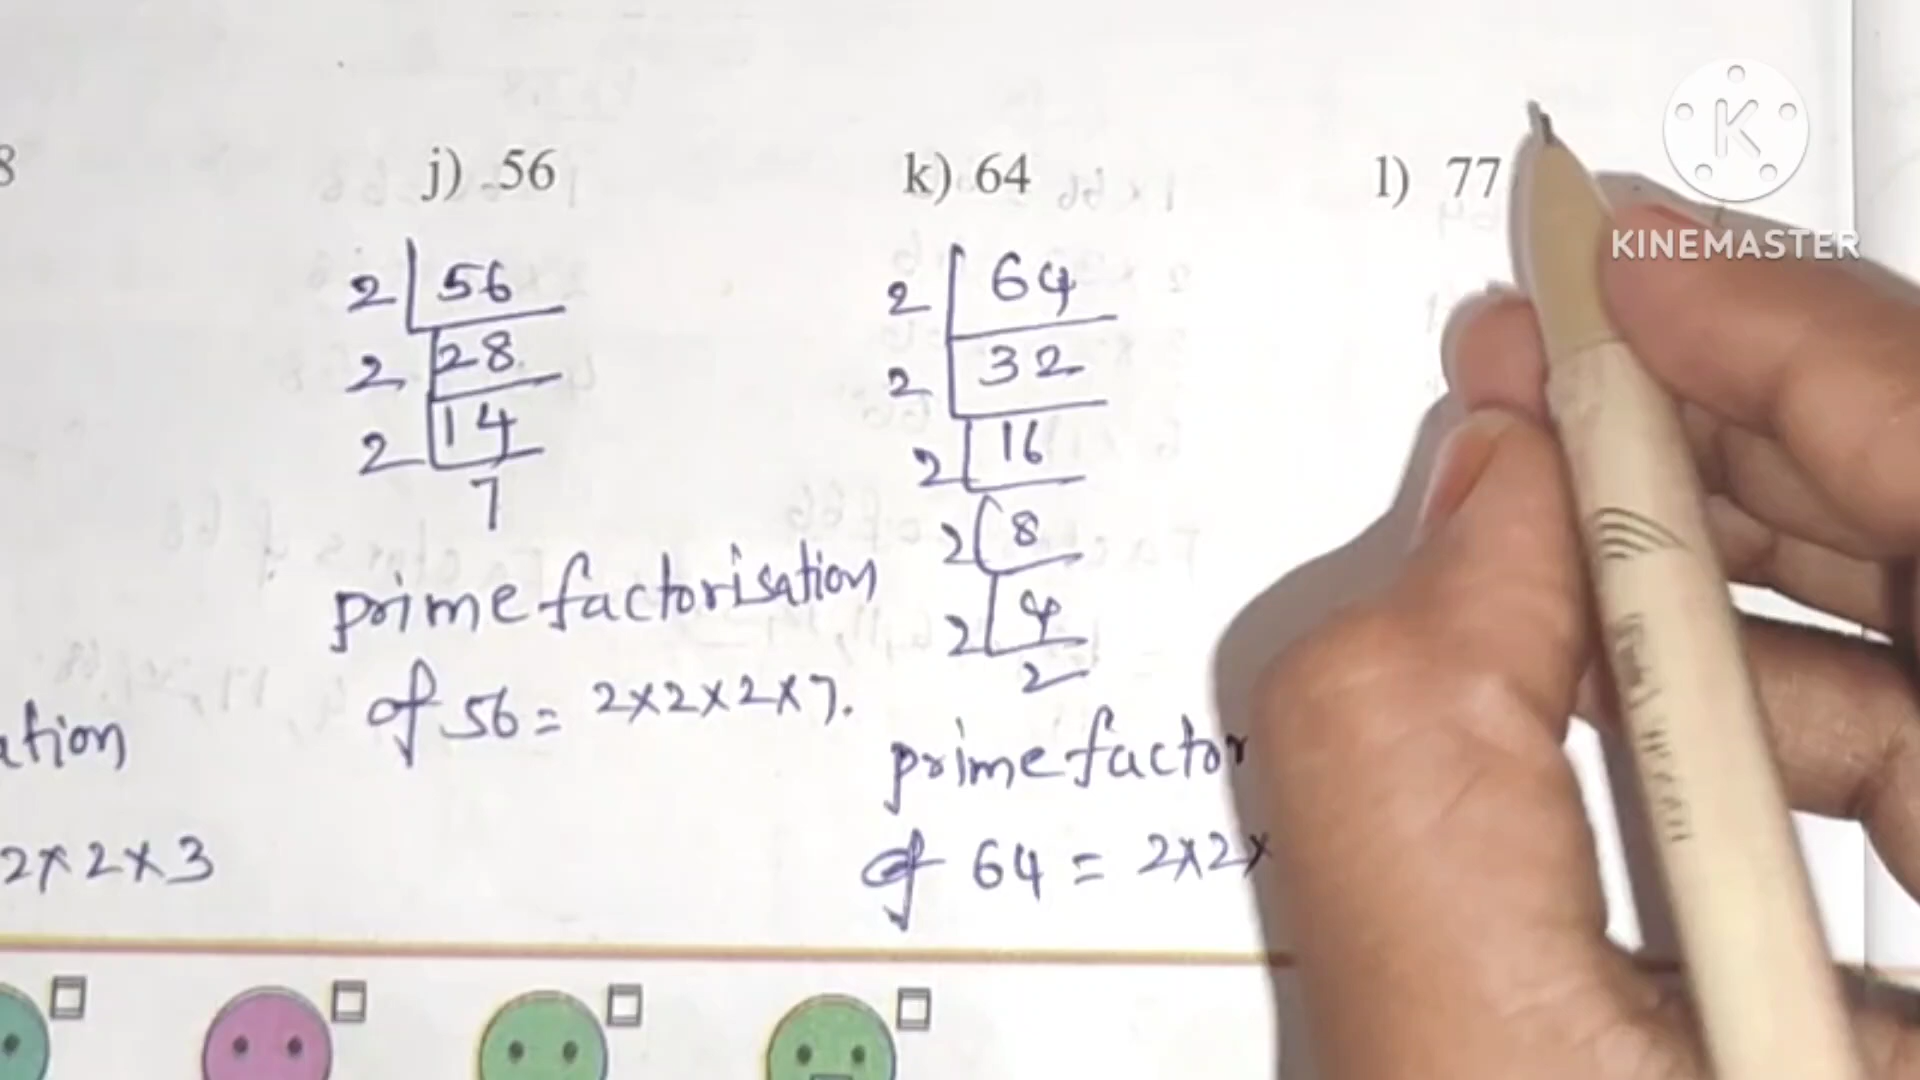 8
j) 56
k) 64
l) 77
K
KINEMASTER
2 56
2 28
2 14
7
prime factorisation
of 56 = 2×2×2×7.
2 64
2 32
2 16
2 8
2 4
2
prime factor
of 64 = 2×2×
ation
2×2×3